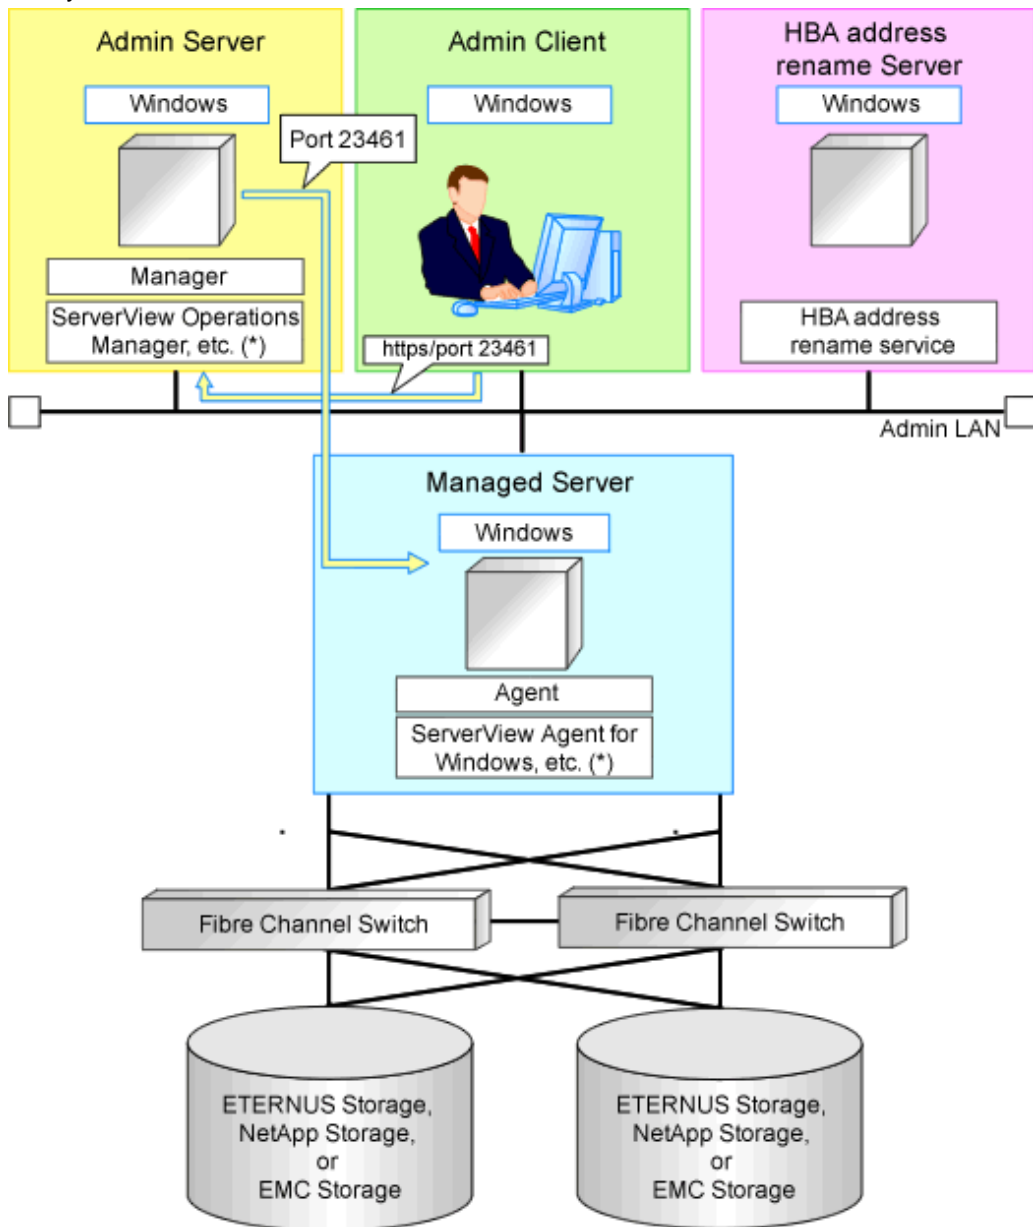 Admin Server
Windows
Port 23461
Manager
ServerView Operations
Manager, etc. (*)
Admin Client
Windows
https/port 23461
HBA address
rename Server
Windows
HBA address
rename service
Admin LAN
Managed Server
Windows
Agent
ServerView Agent for
Windows, etc. (*)
Fibre Channel Switch
Fibre Channel Switch
ETERNUS Storage,
NetApp Storage,
or
EMC Storage
ETERNUS Storage,
NetApp Storage,
or
EMC Storage